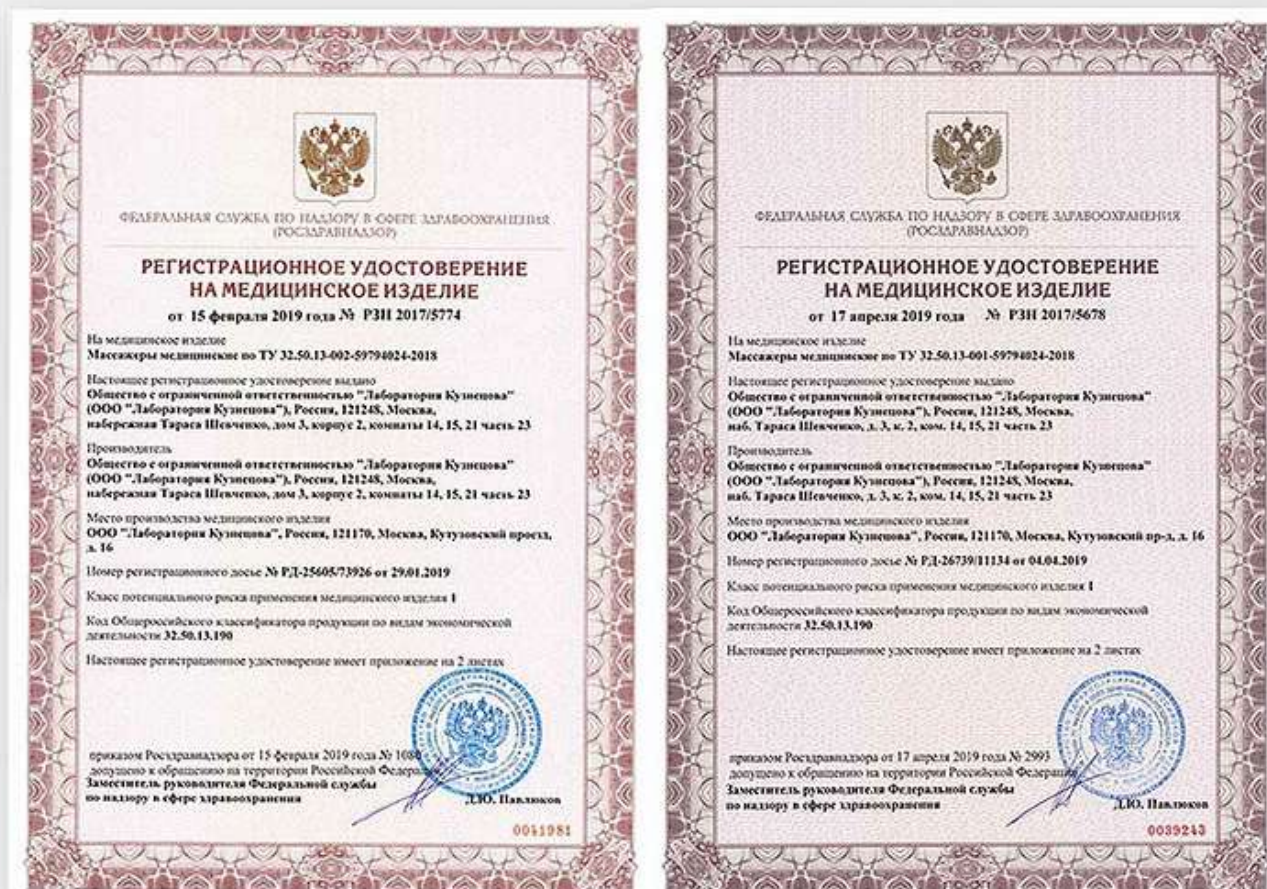 ФЕДЕРАЛЬНАЯ СЛУЖБА ПО НАДЗОРУ В СФЕРЕ ЗДРАВООХРАНЕНИЯ
(РОСЗДРАВНАДЗОР)
РЕГИСТРАЦИОННОЕ УДОСТОВЕРЕНИЕ
НА МЕДИЦИНСКОЕ ИЗДЕЛИЕ
от 15 февраля 2019 года № РЗН 2017/5774
На медицинское изделие
Массажеры медицинские по ТУ 32.50.13-002-59794024-2018
Настоящее регистрационное удостоверение выдано
Общество с ограниченной ответственностью "Лаборатория Кузнецова"
(ООО "Лаборатория Кузнецова"), Россия, 121248, Москва,
набережная Тараса Шевченко, дом 3, корпус 2, комнаты 14, 15, 21 часть 23
Производитель
Общество с ограниченной ответственностью "Лаборатория Кузнецова"
(ООО "Лаборатория Кузнецова"), Россия, 121248, Москва,
набережная Тараса Шевченко, дом 3, корпус 2, комнаты 14, 15, 21 часть 23
Место производства медицинского изделия
ООО "Лаборатория Кузнецова", Россия, 121170, Москва, Кутузовский проезд,
д. 16
Номер регистрационного досье № РД-25605/73926 от 29.01.2019
Класс потенциального риска применения медицинского изделия 1
Код Общероссийского классификатора продукции по видам экономической
деятельности 32.50.13.190
Настоящее регистрационное удостоверение имеет приложение на 2 листах
приказом Росздравнадзора от 15 февраля 2019 года №
допущено к обращению на территории Российской
Заместитель руководителя Федеральной службы
по надзору в сфере здравоохранения
Д.Ю. Павлюков
0041981
ФЕДЕРАЛЬНАЯ СЛУЖБА ПО НАДЗОРУ В СФЕРЕ ЗДРАВООХРАНЕНИЯ
(РОСЗДРАВНАДЗОР)
РЕГИСТРАЦИОННОЕ УДОСТОВЕРЕНИЕ
НА МЕДИЦИНСКОЕ ИЗДЕЛИЕ
от 17 апреля 2019 года № РЗН 2017/5678
На медицинское изделие
Массажеры медицинские по ТУ 32.50.13-001-59794024-2018
Настоящее регистрационное удостоверение выдано
Общество с ограниченной ответственностью "Лаборатория Кузнецова"
(ООО "Лаборатория Кузнецова"), Россия, 121248, Москва,
наб. Тараса Шевченко, д. 3, к. 2, ком. 14, 15, 21 часть 23
Производитель
Общество с ограниченной ответственностью "Лаборатория Кузнецова"
(ООО "Лаборатория Кузнецова"), Россия, 121248, Москва,
наб. Тараса Шевченко, д. 3, к. 2, ком. 14, 15, 21 часть 23
Место производства медицинского изделия
ООО "Лаборатория Кузнецова", Россия, 121170, Москва, Кутузовский пр-д, д. 16
Номер регистрационного досье № РД-26739/11134 от 04.04.2019
Класс потенциального риска применения медицинского изделия 1
Код Общероссийского классификатора продукции по видам экономической
деятельности 32.50.13.190
Настоящее регистрационное удостоверение имеет приложение на 2 листах
приказом Росздравнадзора от 17 апреля 2019 года № 2993
допущено к обращению на территории Российской Федерации
Заместитель руководителя Федеральной службы
по надзору в сфере здравоохранения
Д.Ю. Павлюков
0039243